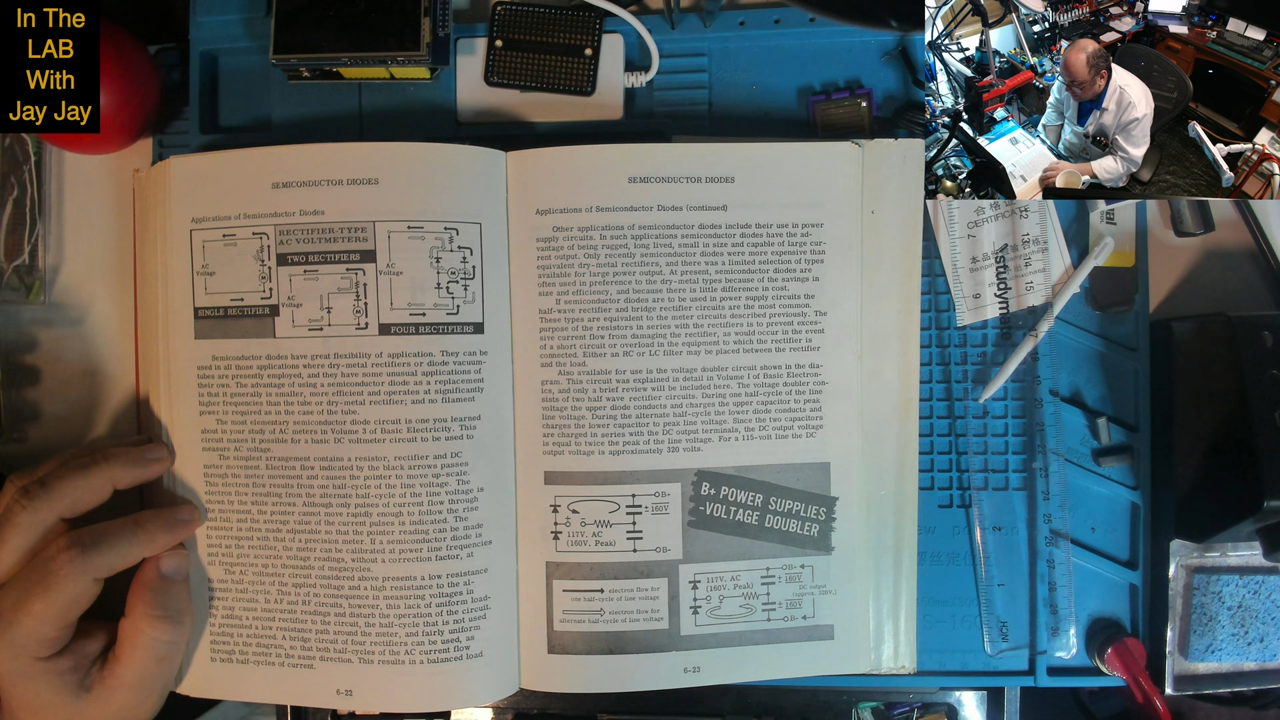 In The
LAB
With
Jay Jay
SEMICONDUCTOR DIODES
Applications of Semiconductor Diodes
RECTIFIER-TYPE
AC VOLTMETERS
TWO RECTIFIERS
AC
Voltage
SINGLE RECTIFIER
AC
Voltage
AC
Voltage
FOUR RECTIFIERS
Semiconductor diodes have great flexibility of application. They can be
used in all those applications where dry-metal rectifiers or diode vacuum-
tubes are presently employed, and they have some unusual applications of
their own. The advantage of using a semiconductor diode as a replacement
is that it generally is smaller, more efficient and operates at significantly
higher frequencies than the tube or dry-metal rectifier; and no filament
power is required as in the case of the tube.
The most elementary semiconductor diode circuit is one you learned
about in your study of AC meters in Volume 3 of Basic Electricity. This
circuit makes it possible for a basic DC voltmeter circuit to be used to
measure AC voltage.
The simplest arrangement contains a resistor, rectifier and DC
meter movement. Electron flow indicated by the black arrows passes
through the meter movement and causes the pointer to move up-scale.
This electron flow results from one half-cycle of the line voltage. The
electron flow resulting from the alternate half-cycle of the line voltage is
shown by the white arrows. Although only pulses of current flow through
the movement, the pointer cannot move rapidly enough to follow the rise
and fall, and the average value of the current pulses is indicated. The
resistor is often made adjustable so that the pointer reading can be made
to correspond with that of a precision meter. If a semiconductor diode is
used as the rectifier, the meter can be calibrated at power line frequencies
and will give accurate voltage readings, without a correction factor, at
all frequencies up to thousands of megacycles.
The AC voltmeter circuit considered above presents a low resistance
to one half-cycle of the applied voltage and a high resistance to the al-
ternate half-cycle. This is of no consequence in measuring voltages in
power circuits. In AF and RF circuits, however, this lack of uniform load-
ing may cause inaccurate readings and disturb the operation of the circuit.
By adding a second rectifier to the circuit, the half-cycle that is not used
is presented a low resistance path around the meter, and fairly uniform
loading is achieved. A bridge circuit of four rectifiers can be used, as
shown in the diagram, so that both half-cycles of the AC current flow
through the meter in the same direction. This results in a balanced load
to both half-cycles of current.
6-22
SEMICONDUCTOR DIODES
Applications of Semiconductor Diodes (continued)
Other applications of semiconductor diodes include their use in power
supply circuits. In such applications semiconductor diodes have the ad-
vantage of being rugged, long lived, small in size and capable of large cur-
rent output. Only recently semiconductors were more expensive than
equivalent dry-metal rectifiers, and there was a limited selection of types
available for large power output. At present, semiconductor diodes are
often used in preference to the dry-metal types because of the savings in
size and efficiency, and because there is little difference in cost.
If semiconductor diodes are to be used in power supply circuits the
half-wave rectifier and bridge rectifier circuits are the most common.
These types are equivalent to the meter circuits described previously. The
purpose of the resistors in series with the rectifiers is to prevent exces-
sive current flow from damaging the rectifier, as would occur in the event
of a short circuit or overload in the equipment to which the rectifier is
connected. Either an RC or LC filter may be placed between the rectifier
and the load.
Also available for use is the voltage doubler circuit shown in the dia-
gram. This circuit was explained in detail in Volume I of Basic Electron-
ics, and only a brief review will be included here. The voltage doubler con-
sists of two half wave rectifier circuits. During one half-cycle of the line
voltage the upper diode conducts and charges the upper capacitor to peak
line voltage. During the alternate half-cycle the lower diode conducts and
charges the lower capacitor to peak line voltage. Since the two capacitors
are charged in series with the DC output terminals, the DC output voltage
is equal to twice the peak of the line voltage. For a 115-volt line the DC
output voltage is approximately 320 volts.
B+ POWER SUPPLIES
-VOLTAGE DOUBLER
B+
± 160V
117V. AC
(160V. Peak)
B-
electron flow for
one half-cycle of line voltage
electron flow for
alternate half-cycle of line voltage
117V. AC
(160V. Peak)
B+
± 160V
DC output
(approx. 320V.)
± 160V
B-
6-23
合格证
CERTIFICATE
本品
studymate
INCH